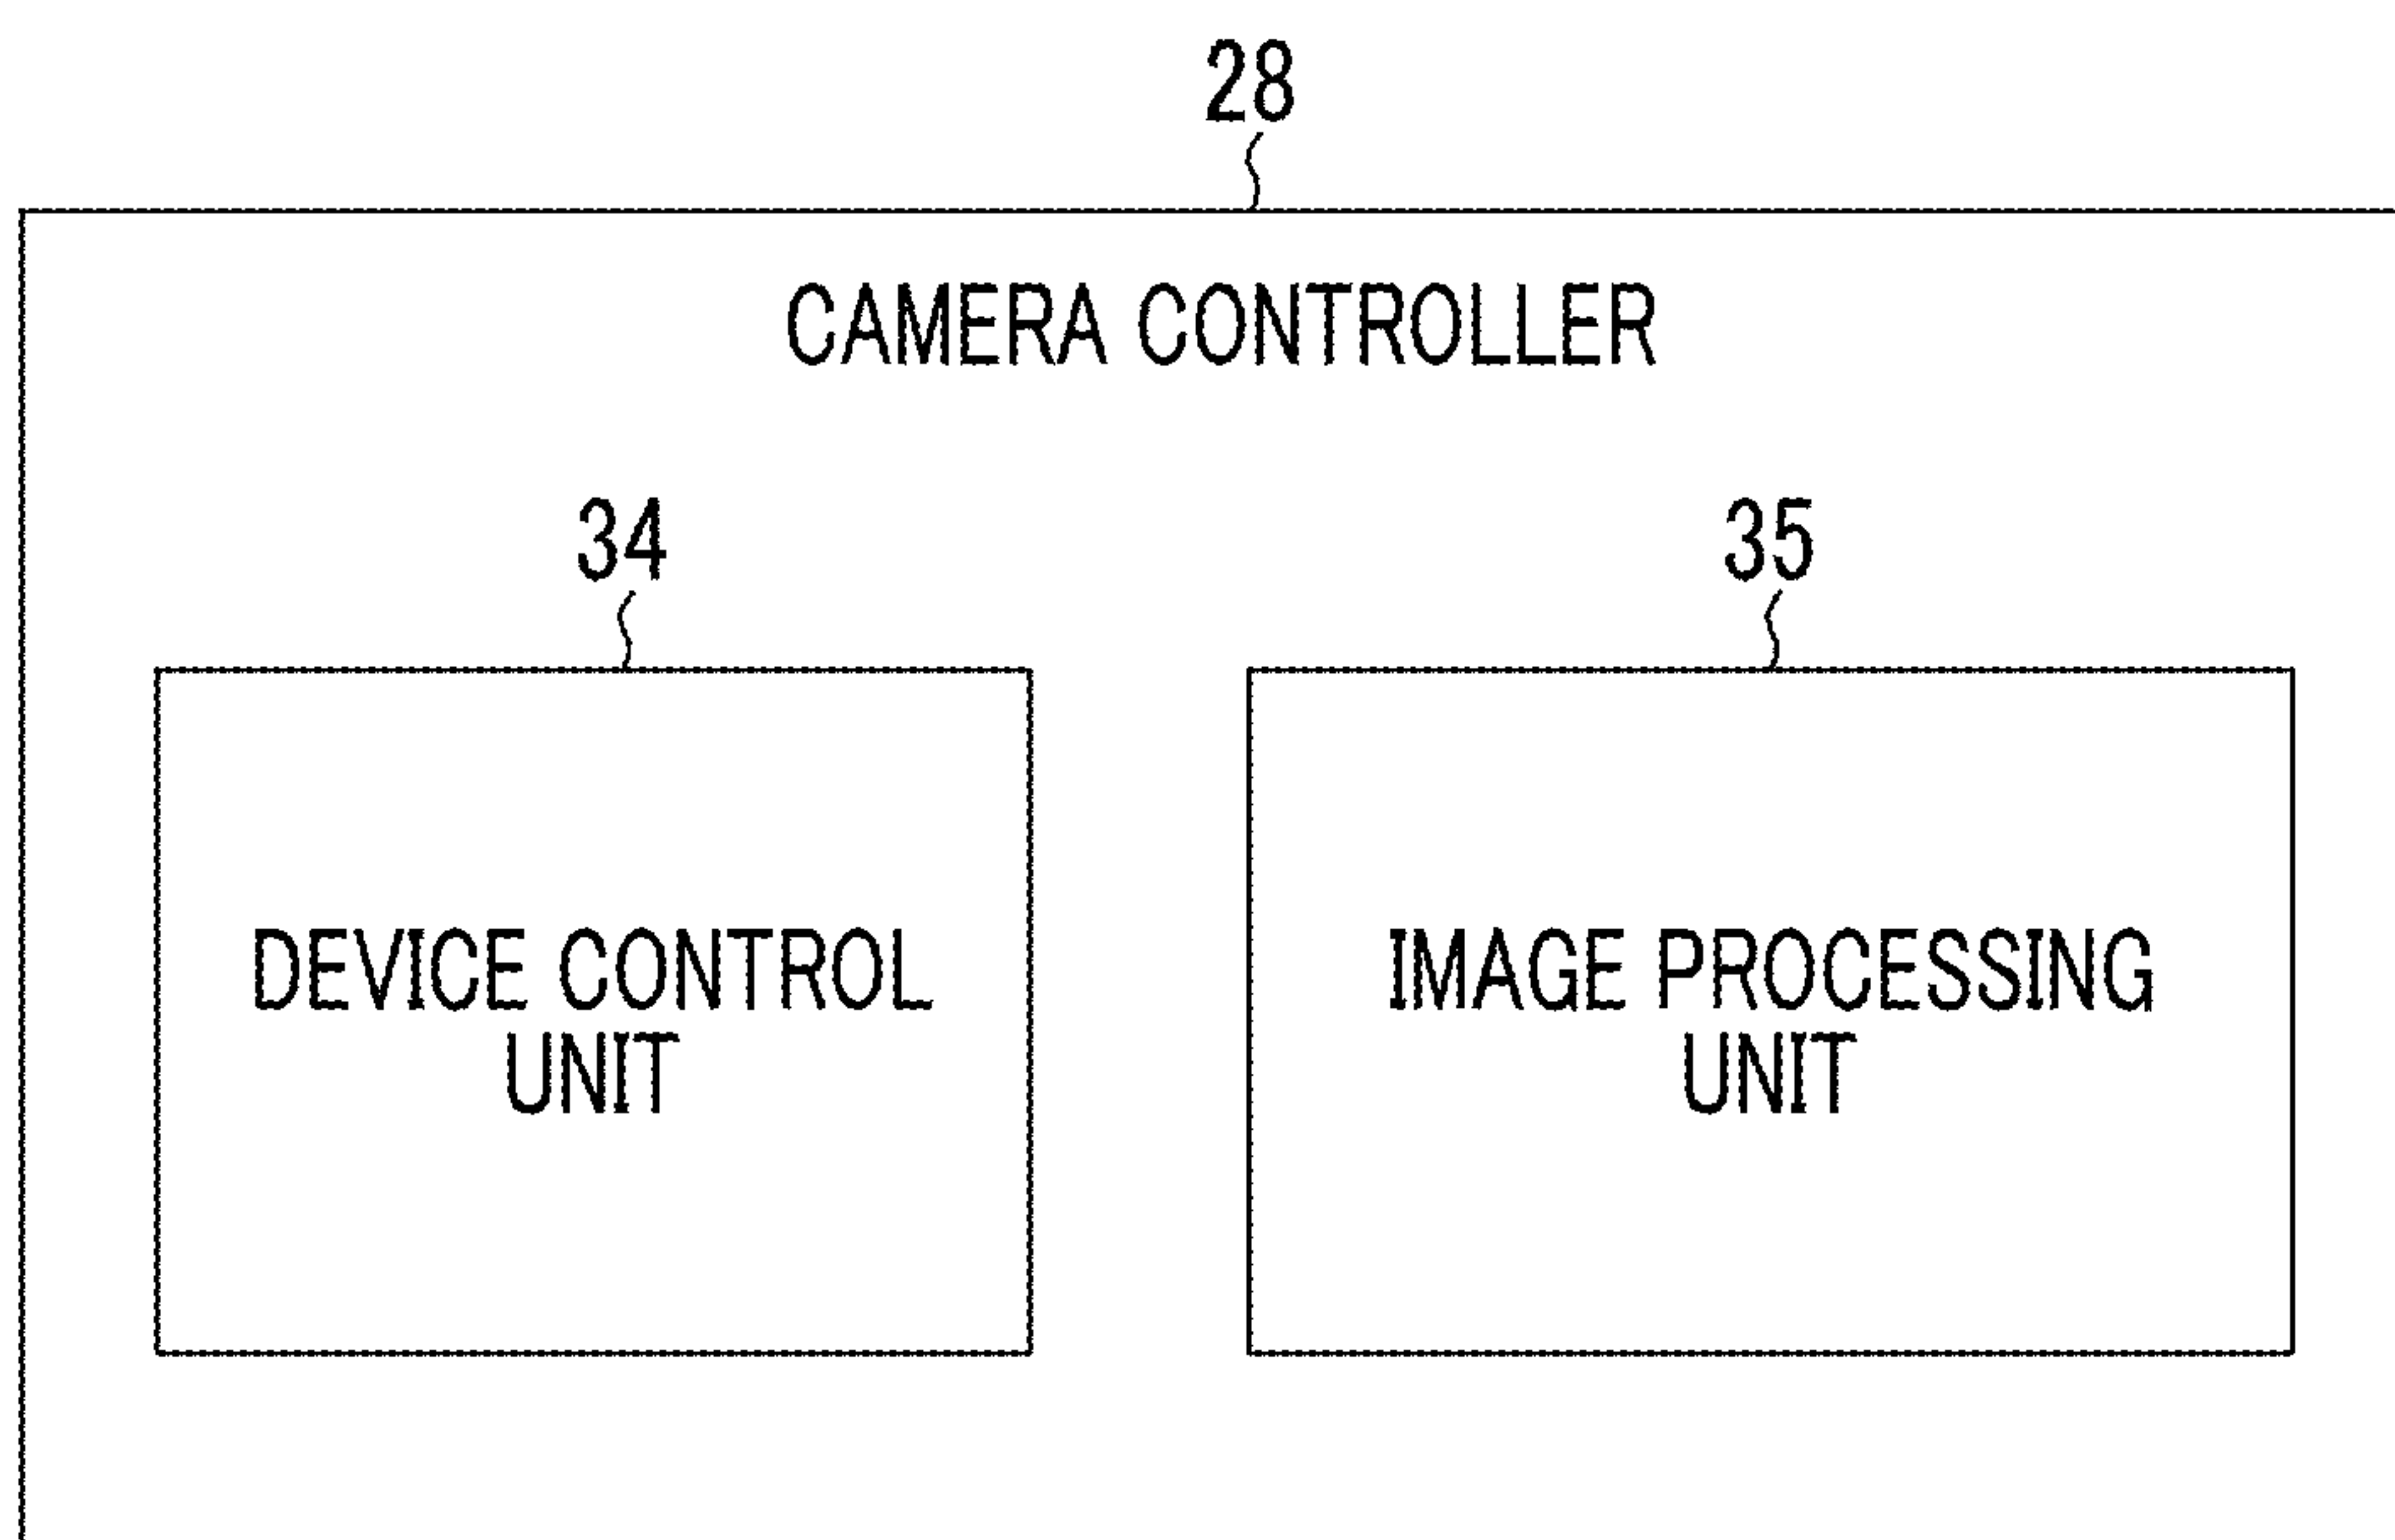 28
CAMERA CONTROLLER
34
35
DEVICE CONTROL
UNIT
IMAGE PROCESSING
UNIT